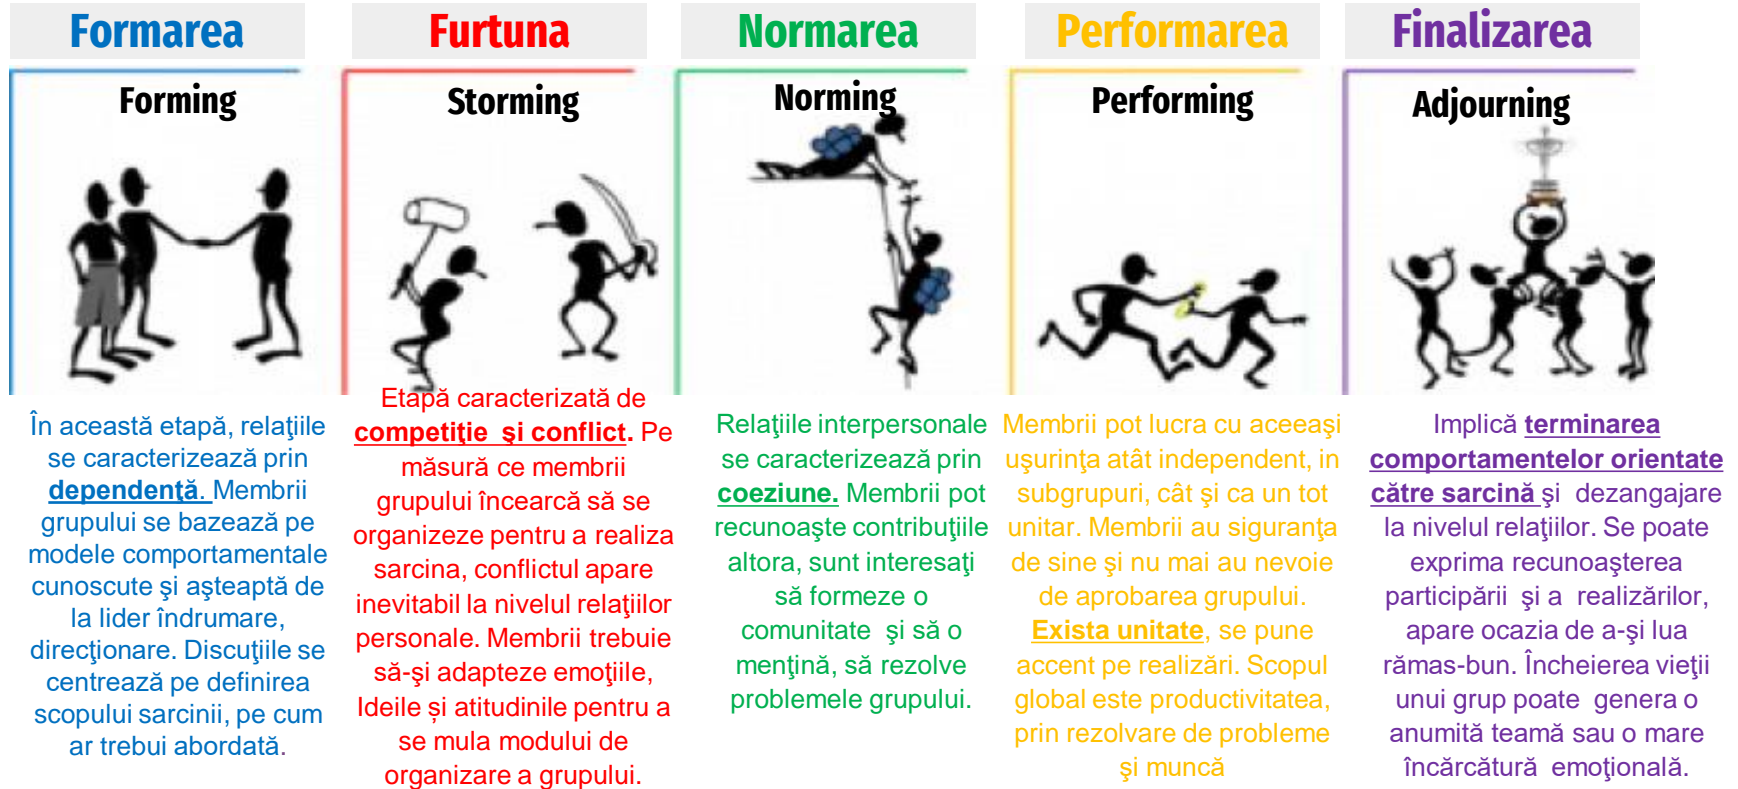 Formarea
Forming
În această etapă, relaţiile
se caracterizează prin
dependenţă. Membrii
grupului se bazează pe
modele comportamentale
cunoscute şi aşteaptă de
la lider îndrumare,
direcţionare. Discuţiile se
centrează pe definirea
scopului sarcinii, pe cum
ar trebui abordată.
Furtuna
Storming
Etapă caracterizată de
competiţie şi conflict. Pe
măsură ce membrii
grupului încearcă să se
organizeze pentru a realiza
sarcina, conflictul apare
inevitabil la nivelul relaţiilor
personale. Membrii trebuie
să-şi adapteze emoţiile,
Ideile și atitudinile pentru a
se mula modului de
organizare a grupului.
Normarea
Norming
Relaţiile interpersonale
se caracterizează prin
coeziune. Membrii pot
recunoaşte contribuţiile
altora, sunt interesaţi
să formeze o
comunitate şi să o
menţină, să rezolve
problemele grupului.
Performarea
Performing
Membrii pot lucra cu aceeaşi
uşurinţa atât independent, in
subgrupuri, cât şi ca un tot
unitar. Membrii au siguranţa
de sine şi nu mai au nevoie
de aprobarea grupului.
Exista unitate, se pune
accent pe realizări. Scopul
global este productivitatea,
prin rezolvare de probleme
şi muncă
Finalizarea
Adjourning
Implică terminarea
comportamentelor orientate
către sarcină şi dezangajare
la nivelul relaţiilor. Se poate
exprima recunoaşterea
participării şi a realizărilor,
apare ocazia de a-şi lua
rămas-bun. Încheierea vieţii
unui grup poate genera o
anumită teamă sau o mare
încărcătură emoţională.